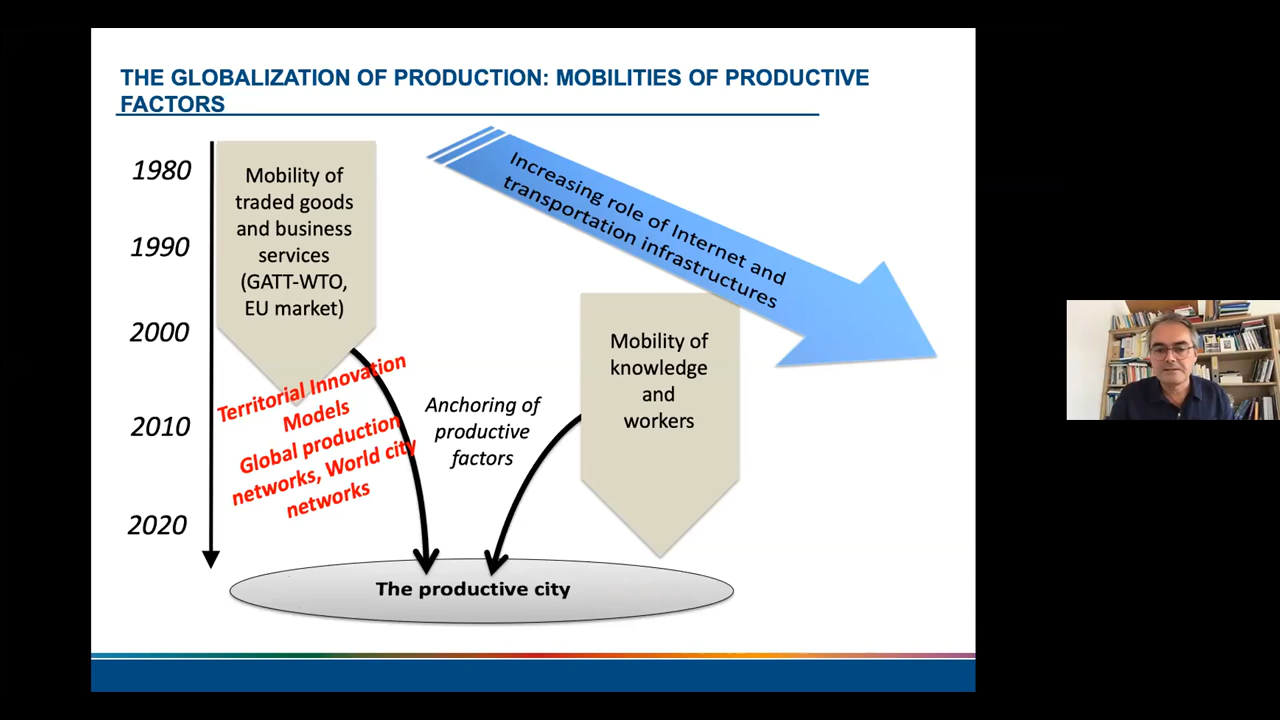 THE GLOBALIZATION OF PRODUCTION: MOBILITIES OF PRODUCTIVE
FACTORS
1980
1990
2000
2010
2020
Mobility of
traded goods
and business
services
(GATT-WTO,
EU market)
Increasing role of Internet and
transportation infrastructures
Territorial Innovation
Models
Global production
networks, World city
networks
Anchoring of
productive
factors
Mobility of
knowledge
and
workers
The productive city